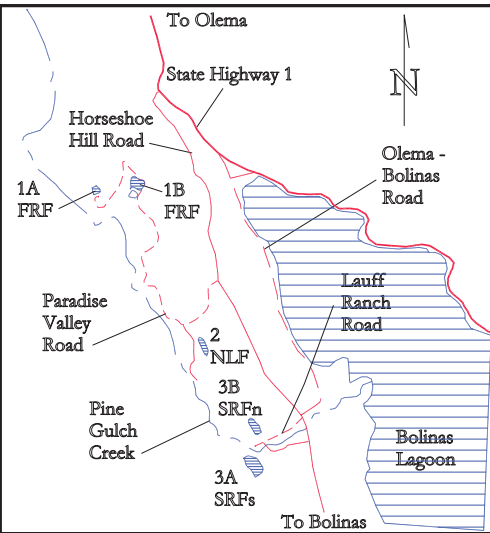 To Olema
State Highway 1
N
Horseshoe
Hill Road
Olema -
Bolinas
Road
1A
FRF
1B
FRF
Lauff
Ranch
Road
Paradise
Valley
Road
2
NLF
3B
SRFn
Pine
Gulch
Creek
Bolinas
Lagoon
3A
SRFs
To Bolinas